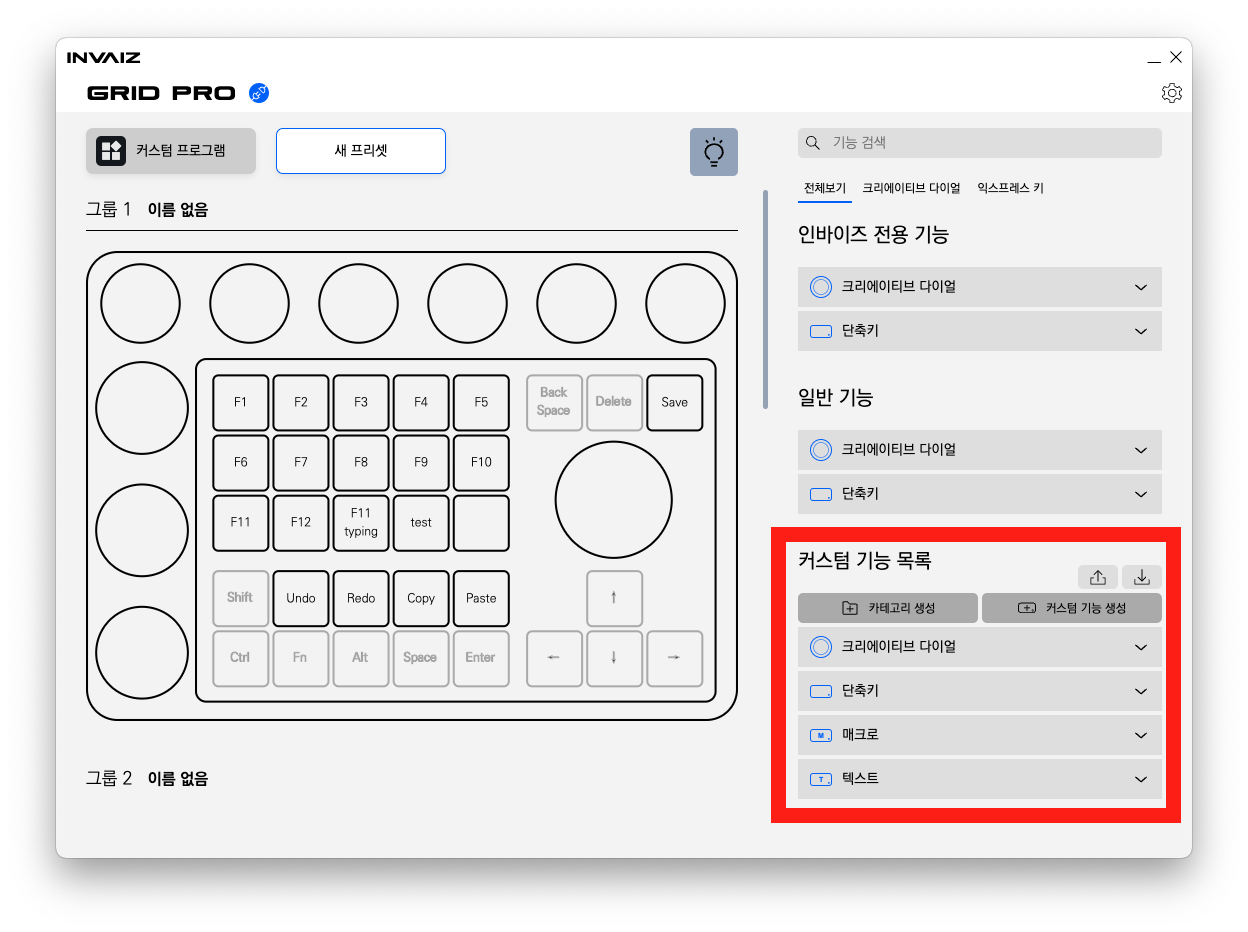 INVAIZ
GRID PRO
커스텀 프로그램
새 프리셋
그룹 1 이름 없음
F1 F2 F3 F4 F5 Back Space Delete Save
F6 F7 F8 F9 F10
F11 F12 F11 typing test
Shift Undo Redo Copy Paste ↑
Ctrl Fn Alt Space Enter ← ↓ →
그룹 2 이름 없음
기능 검색
전체보기 크리에이티브 다이얼 익스프레스 키
인바이즈 전용 기능
크리에이티브 다이얼
단축키
일반 기능
크리에이티브 다이얼
단축키
커스텀 기능 목록
카테고리 생성 커스텀 기능 생성
크리에이티브 다이얼
단축키
M 매크로
T 텍스트